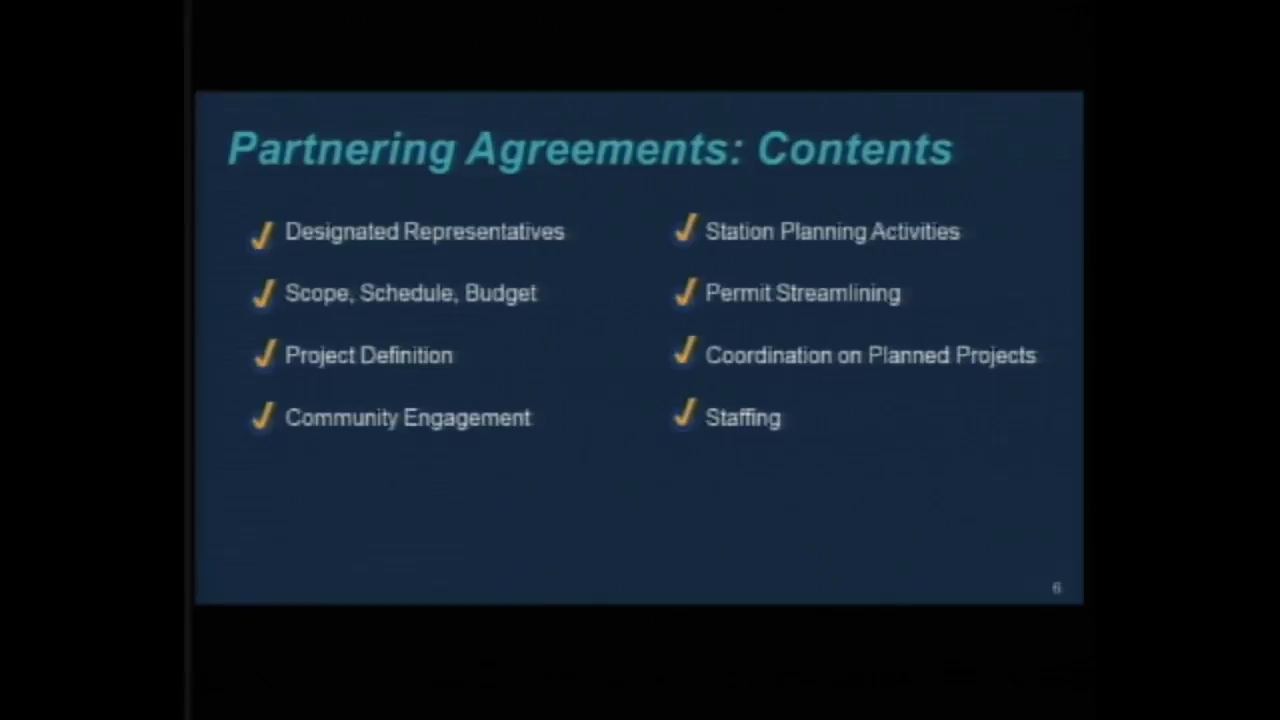 Partnering Agreements: Contents
Designated Representatives
Scope, Schedule, Budget
Project Definition
Community Engagement
Station Planning Activities
Permit Streamlining
Coordination on Planned Projects
Staffing
6